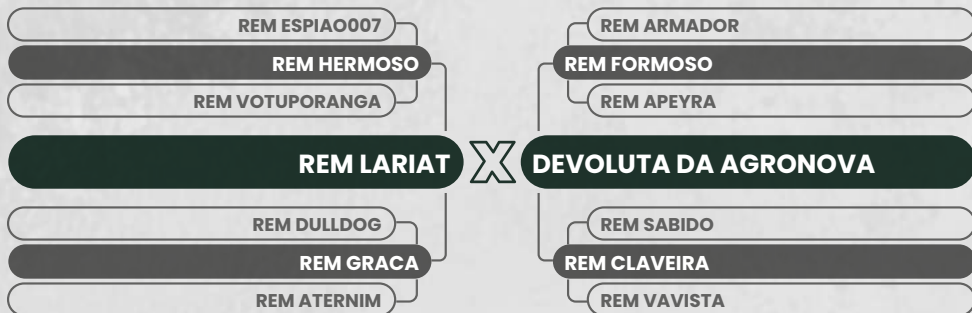 REM ESPIAO007
REM HERMOSO
REM VOTUPORANGA
REM LARIAT
REM DULLDOG
REM GRACA
REM ATERNIM
X
REM ARMADOR
REM FORMOSO
REM APEYRA
DEVOLUTA DA AGRONOVA
REM SABIDO
REM CLAVEIRA
REM VAVISTA